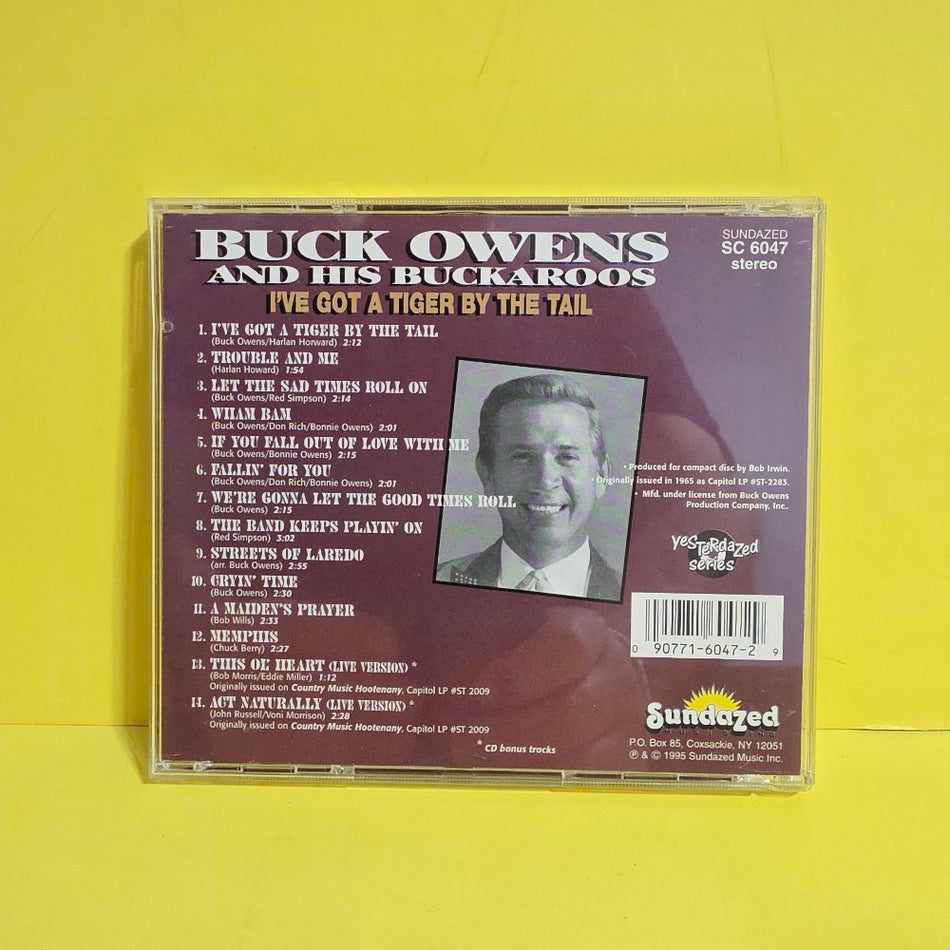 BUCK OWENS
AND HIS BUCKAROOS
I'VE GOT A TIGER BY THE TAIL
SUNDAZED
SC 6047
stereo
1. I'VE GOT A TIGER BY THE TAIL
(Buck Owens/Harlan Horward) 2:12
2. TROUBLE AND ME
(Harlan Howard) 1:54
3. LET THE SAD TIMES ROLL ON
(Buck Owens/Red Simpson) 2:14
4. WHAM BAM
(Buck Owens/Don Rich/Bonnie Owens) 2:01
5. IF YOU FALL OUT OF LOVE WITH ME
(Buck Owens/Bonnie Owens) 2:15
6. FALLIN' FOR YOU
(Buck Owens/Don Rich/Bonnie Owens) 2:01
7. WE'RE GONNA LET THE GOOD TIMES ROLL
(Buck Owens) 2:15
8. THE BAND KEEPS PLAYIN' ON
(Red Simpson) 3:02
9. STREETS OF LAREDO
(arr. Buck Owens) 2:55
10. CRYIN' TIME
(Buck Owens) 2:30
11. A MAIDEN'S PRAYER
(Bob Wills) 2:33
12. MEMPHIS
(Chuck Berry) 2:27
13. THIS OL' HEART (LIVE VERSION) *
(Bob Morris/Eddie Miller) 1:12
Originally issued on Country Music Hootenany, Capitol LP #ST 2009
14. ACT NATURALLY (LIVE VERSION) *
(John Russell/Voni Morrison) 2:28
Originally issued on Country Music Hootenany, Capitol LP #ST 2009
* CD bonus tracks
• Produced for compact disc by Bob Irwin.
• Originally issued in 1965 as Capitol LP #ST-2283.
• Mfd. under license from Buck Owens
Production Company, Inc..
yesterdazed
series
0 90771-6047-2 9
Sundazed
MUSIC INC.
P.O. Box 85, Coxsackie, NY 12051
℗ & © 1995 Sundazed Music Inc.